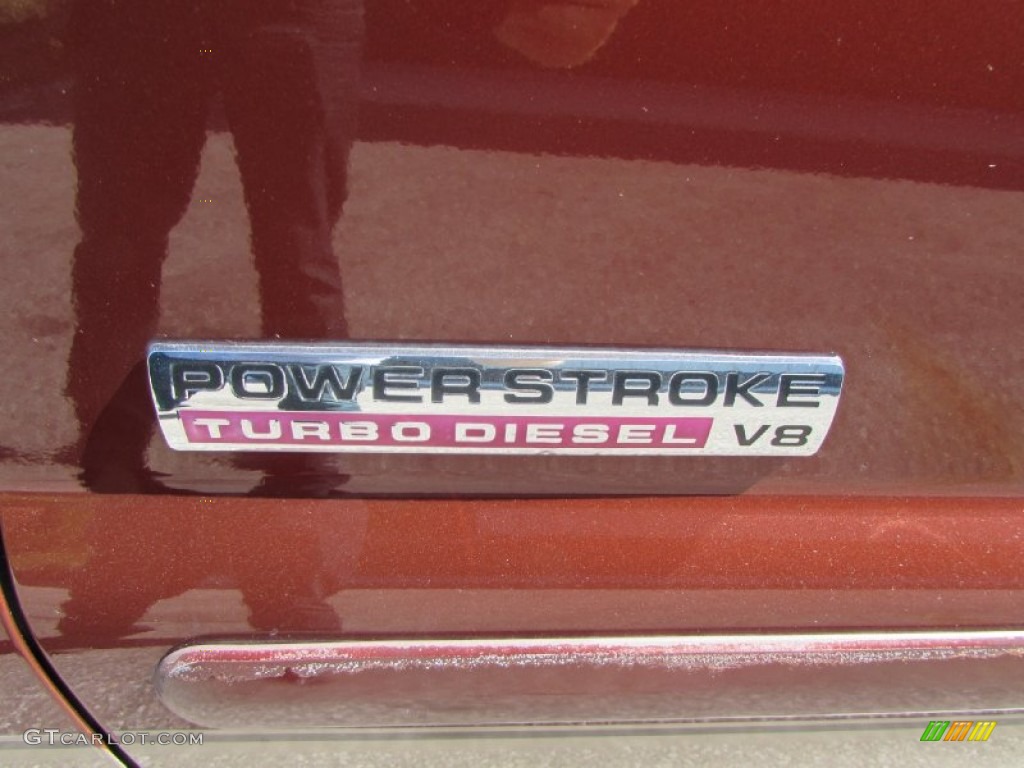 POWER STROKE
TURBO DIESEL V8
GTCARLOT.COM